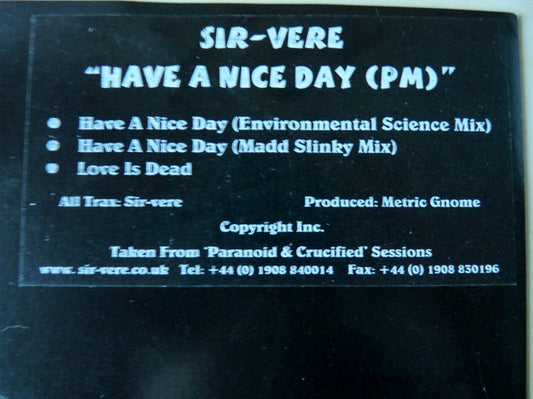 SIR-VERE
"HAVE A NICE DAY (PM)"
Have A Nice Day (Environmental Science Mix)
Have A Nice Day (Madd Slinky Mix)
Love Is Dead
All Trax: Sir-vere Produced: Metric Gnome
Copyright Inc.
Taken From 'Paranoid & Crucified' Sessions
www. sir-vere.co.uk Tel: +44 (0) 1908 840014 Fax: +44 (0) 1908 830196